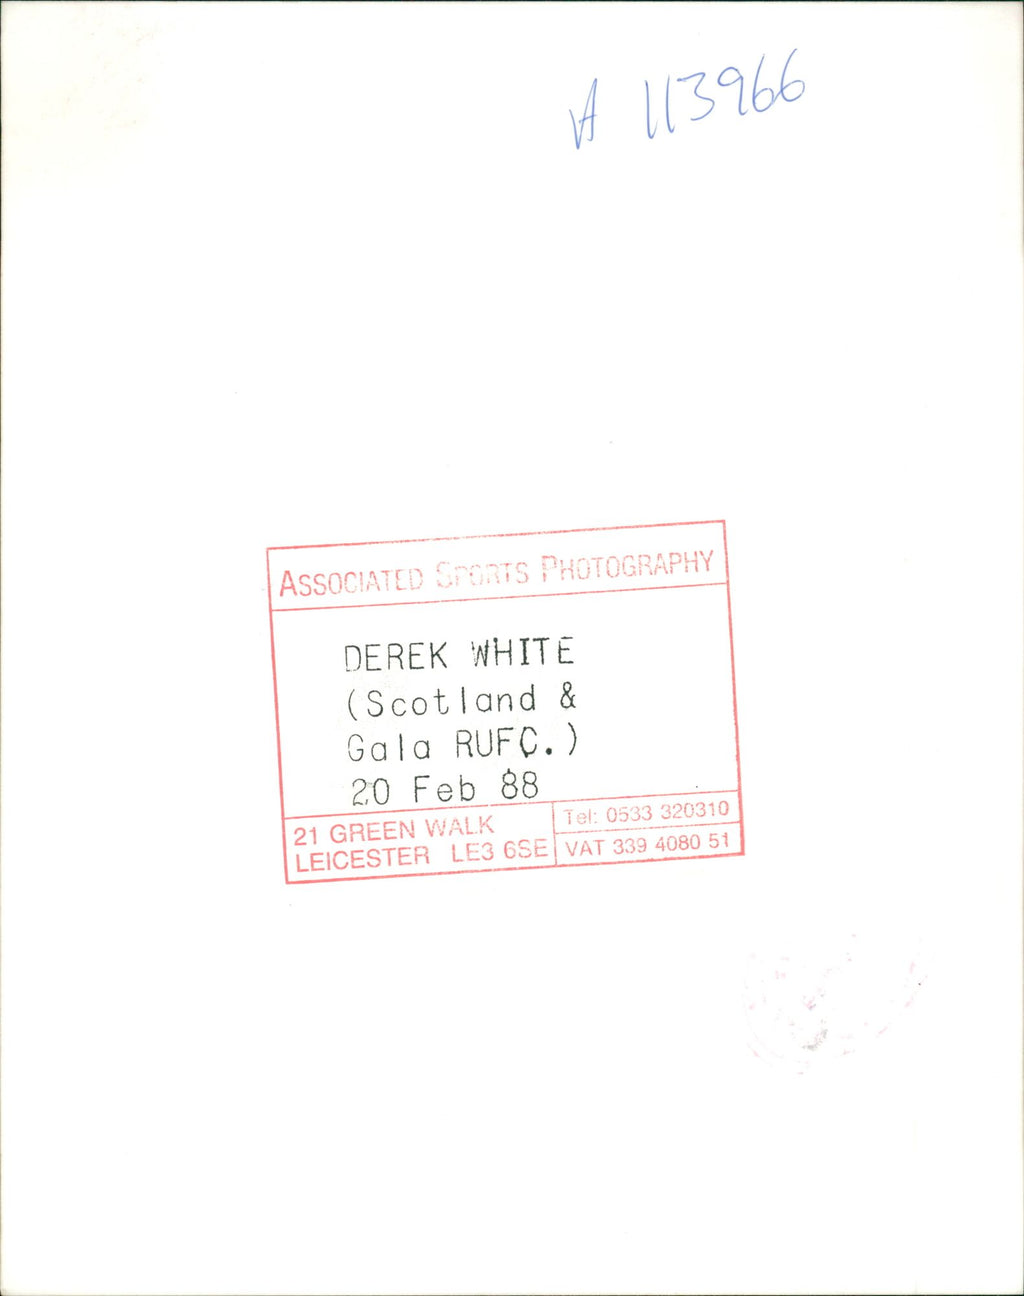 A 113966
ASSOCIATED SPORTS PHOTOGRAPHY
DEREK WHITE
(Scotland &
Gala RUFC.)
20 Feb 88
21 GREEN WALK
LEICESTER LE3 6SE
Tel: 0533 320310
VAT 339 4080 51